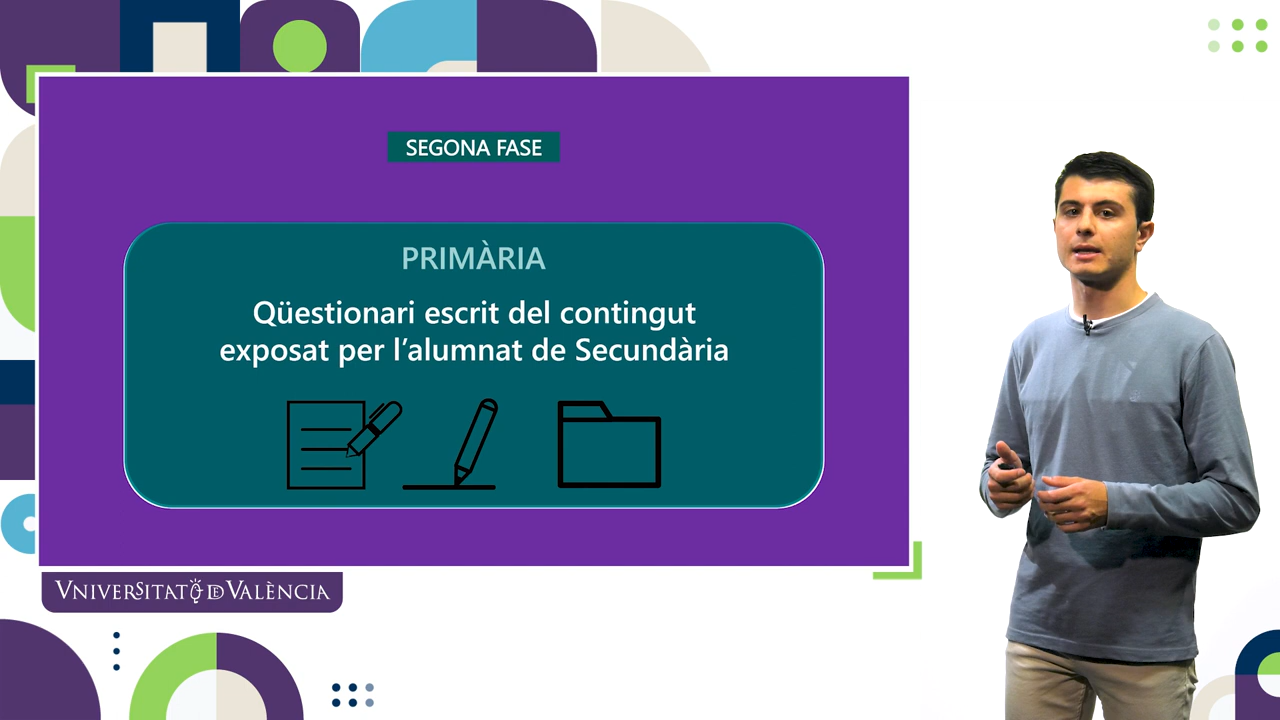 SEGONA FASE
PRIMÀRIA
Qüestionari escrit del contingut
exposat per l’alumnat de Secundària
VNIVERSITAT DE VALÈNCIA